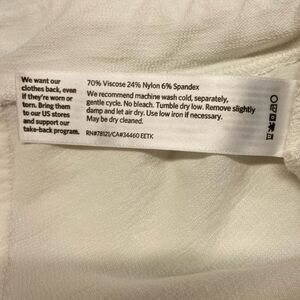 We want our
clothes back, even
if they're worn or
torn. Bring them
to our US stores
and support our
take-back program.
70% Viscose 24% Nylon 6% Spandex
We recommend machine wash cold, separately,
gentle cycle. No bleach. Tumble dry low. Remove slightly
damp and let air dry. Use low iron if necessary.
May be dry cleaned.
RN#78121/CA#34460 EETK